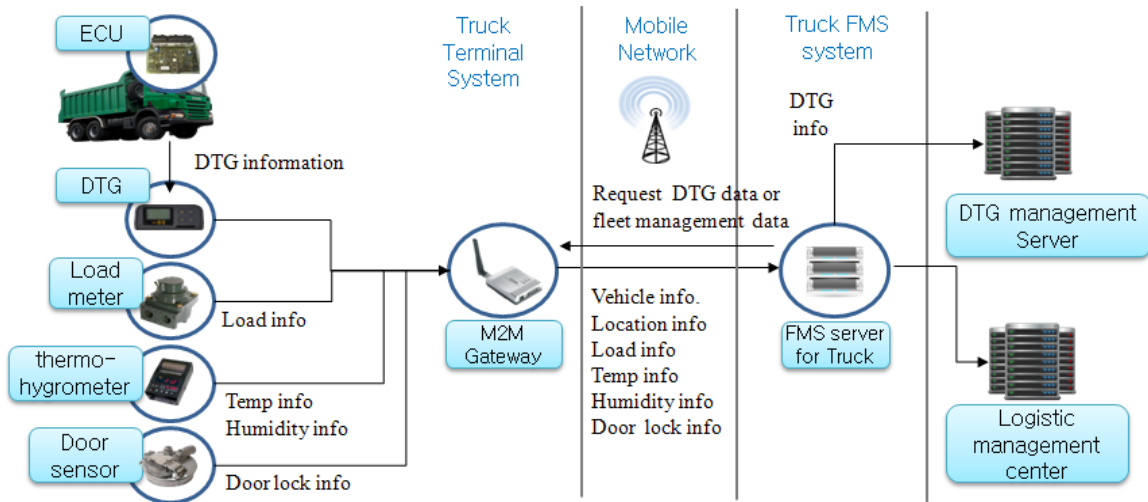 ECU
Truck
Terminal
System
Mobile
Network
Truck FMS
system
DTG
info
DTG information
DTG
Request DTG data or
fleet management data
DTG management
Server
Load
meter
Load info
M2M
Gateway
Vehicle info.
Location info
Load info
Temp info
Humidity info
Door lock info
FMS server
for Truck
thermo-
hygrometer
Temp info
Humidity info
Door
sensor
Door lock info
Logistic
management
center